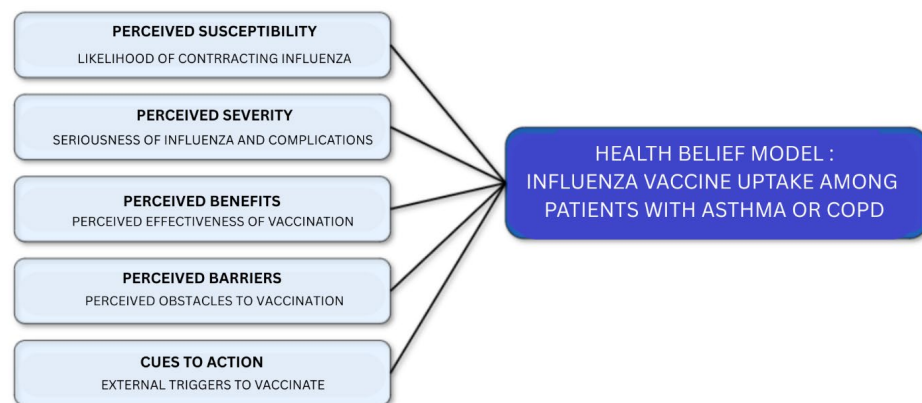 PERCEIVED SUSCEPTIBILITY
LIKELIHOOD OF CONTRRACTING INFLUENZA
PERCEIVED SEVERITY
SERIOUSNESS OF INFLUENZA AND COMPLICATIONS
PERCEIVED BENEFITS
PERCEIVED EFFECTIVENESS OF VACCINATION
PERCEIVED BARRIERS
PERCEIVED OBSTACLES TO VACCINATION
CUES TO ACTION
EXTERNAL TRIGGERS TO VACCINATE
HEALTH BELIEF MODEL :
INFLUENZA VACCINE UPTAKE AMONG
PATIENTS WITH ASTHMA OR COPD